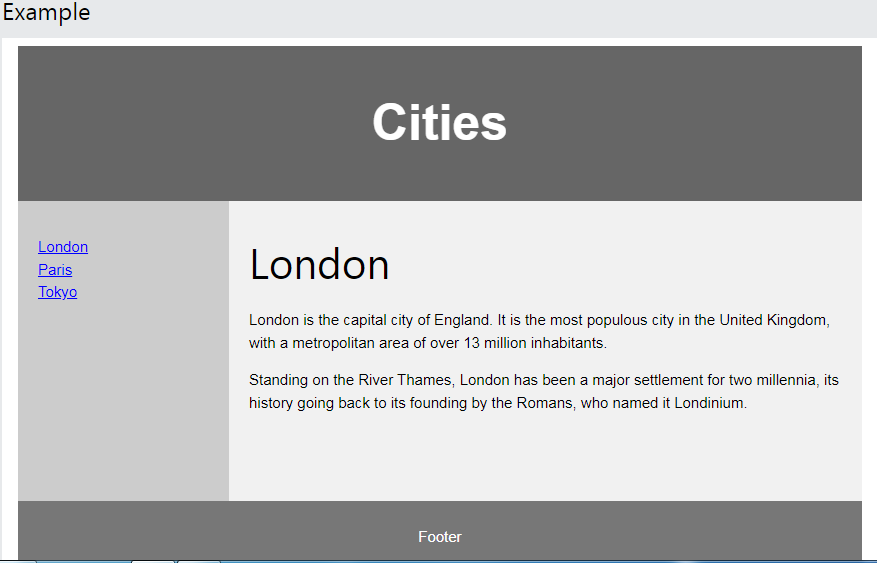 Example
Cities
London
Paris
Tokyo
London
London is the capital city of England. It is the most populous city in the United Kingdom,
with a metropolitan area of over 13 million inhabitants.
Standing on the River Thames, London has been a major settlement for two millennia, its
history going back to its founding by the Romans, who named it Londinium.
Footer